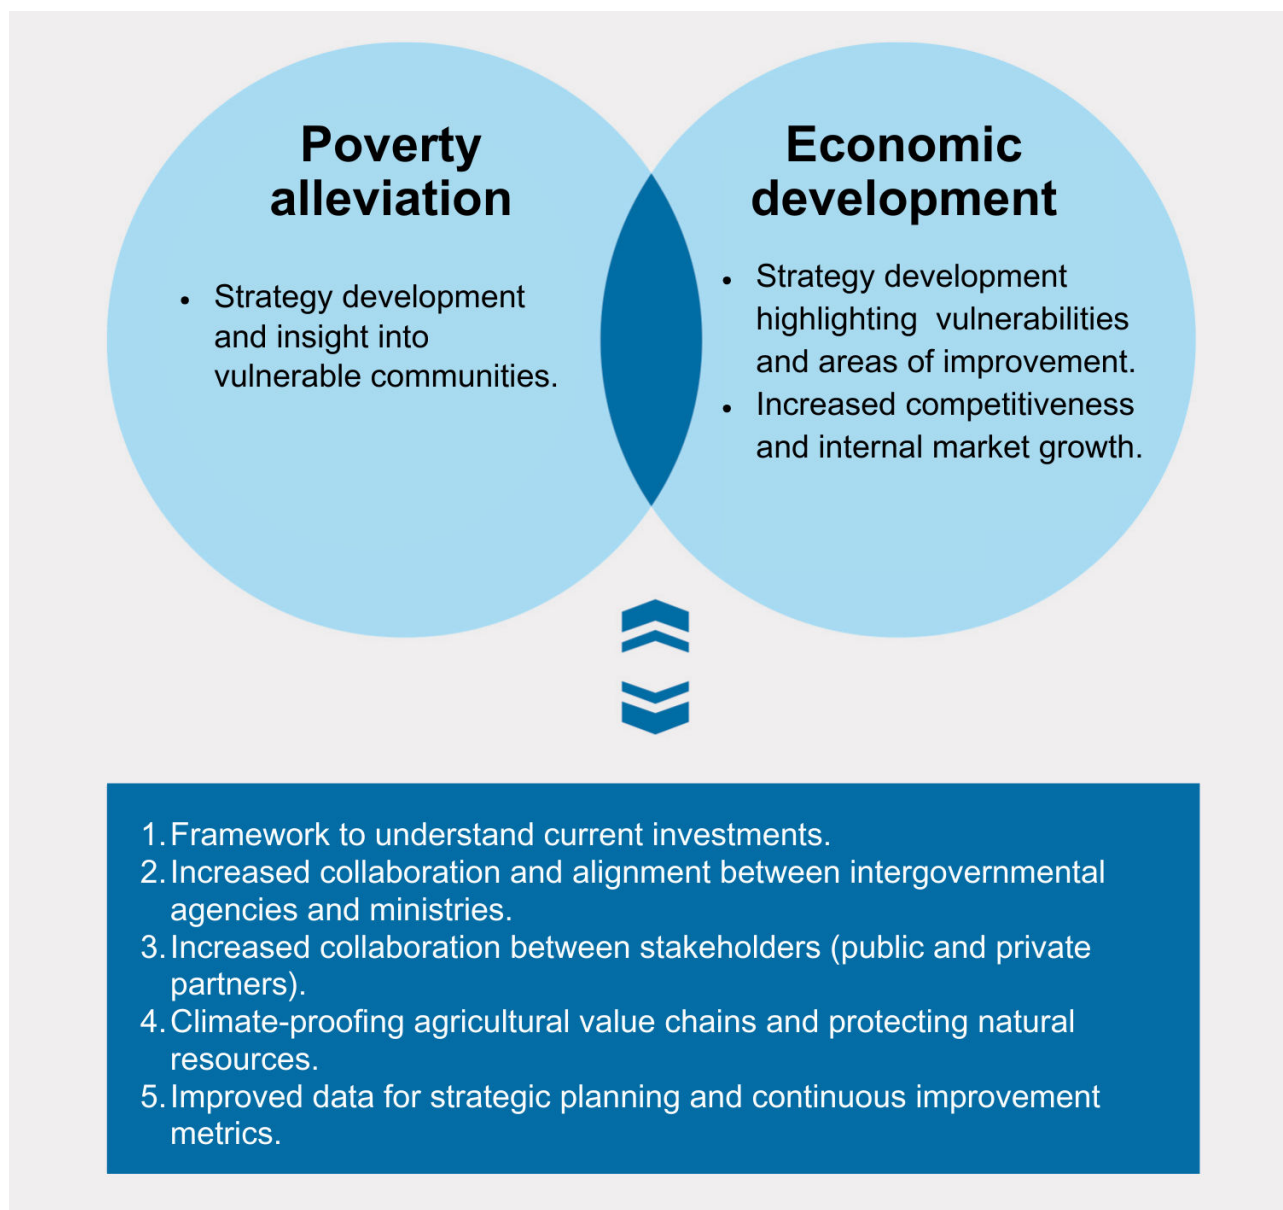 Poverty
alleviation
• Strategy development
and insight into
vulnerable communities.
Economic
development
• Strategy development
highlighting vulnerabilities
and areas of improvement.
• Increased competitiveness
and internal market growth.
1. Framework to understand current investments.
2. Increased collaboration and alignment between intergovernmental
agencies and ministries.
3. Increased collaboration between stakeholders (public and private
partners).
4. Climate-proofing agricultural value chains and protecting natural
resources.
5. Improved data for strategic planning and continuous improvement
metrics.